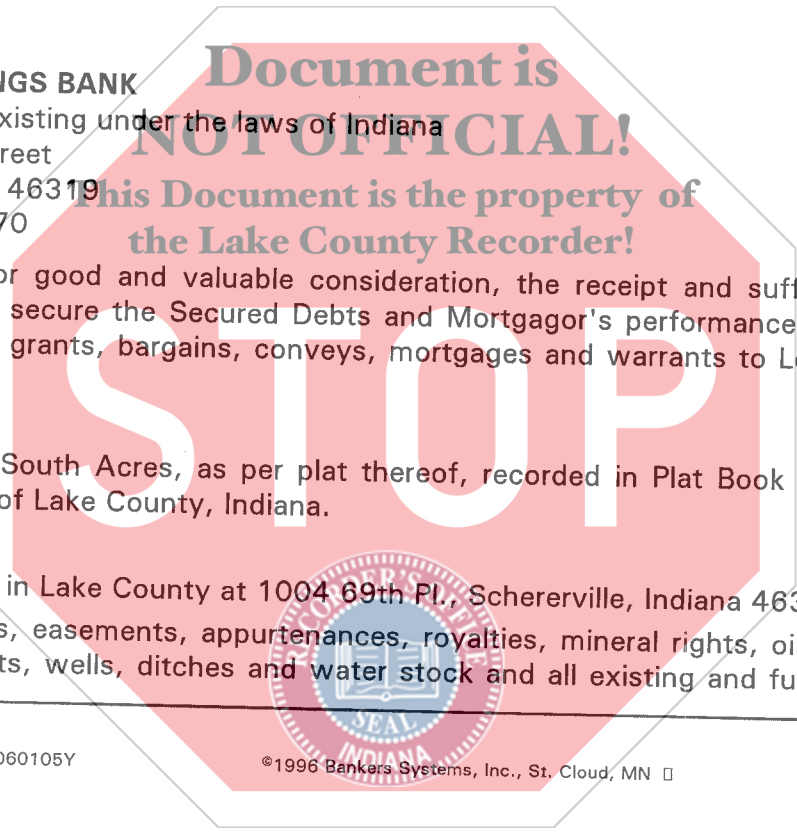 Document is
NGS BANK
NOT OFFICIAL!
xisting under the laws of Indiana
reet
This Document is the property of
46319
70
the Lake County Recorder!
or good and valuable consideration, the receipt and suff
secure the Secured Debts and Mortgagor's performance
grants, bargains, conveys, mortgages and warrants to L
STOP
South Acres, as per plat thereof, recorded in Plat Book
of Lake County, Indiana.
in Lake County at 1004 69th Pl., Schererville, Indiana 463
s, easements, appurtenances, royalties, mineral rights, oi
ts, wells, ditches and water stock and all existing and fu
RECORDER'S
SEAL
INDIANA
060105Y
©1996 Bankers Systems, Inc., St. Cloud, MN